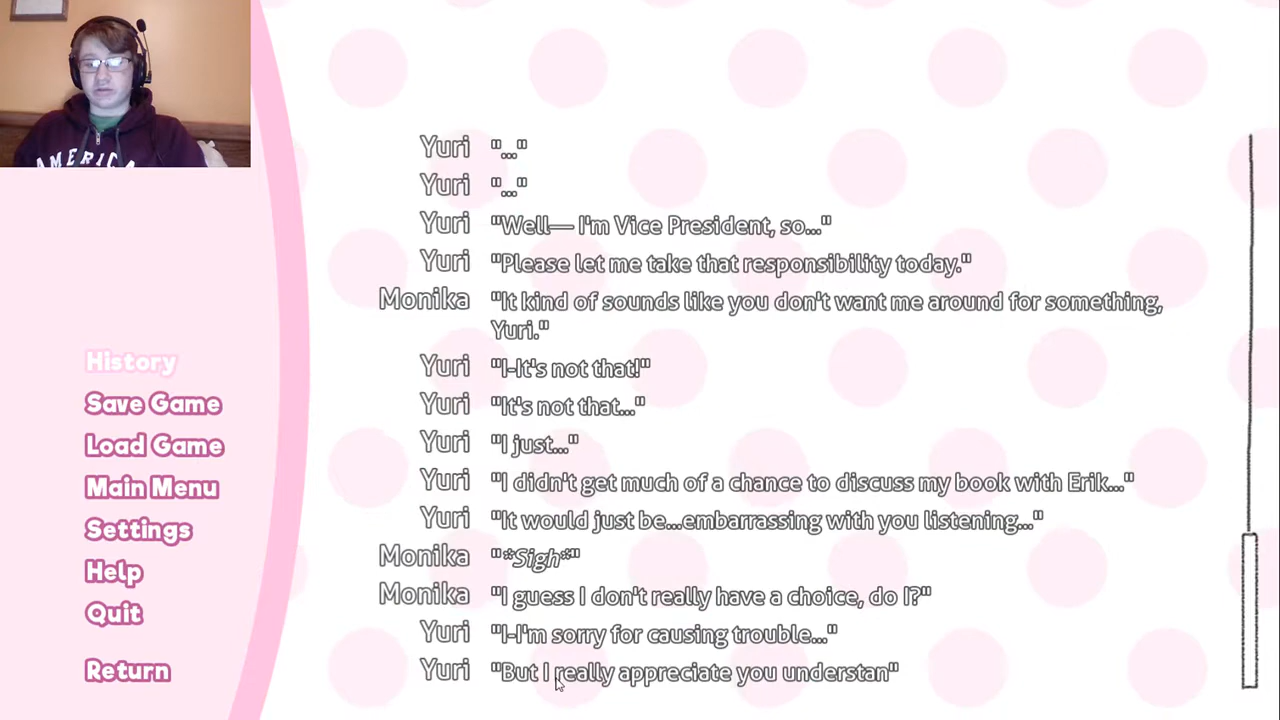 AMERICA
Yuri "..."
Yuri "..."
Yuri "Well— I'm Vice President, so..."
Yuri "Please let me take that responsibility today."
Monika "It kind of sounds like you don't want me around for something,
Yuri."
Yuri "I-It's not that!"
Yuri "It's not that..."
Yuri "I just..."
Yuri "I didn't get much of a chance to discuss my book with Erik..."
Yuri "It would just be...embarrassing with you listening..."
Monika "*Sigh*"
Monika "I guess I don't really have a choice, do I?"
Yuri "I-I'm sorry for causing trouble..."
Yuri "But I really appreciate you understan"
History
Save Game
Load Game
Main Menu
Settings
Help
Quit
Return